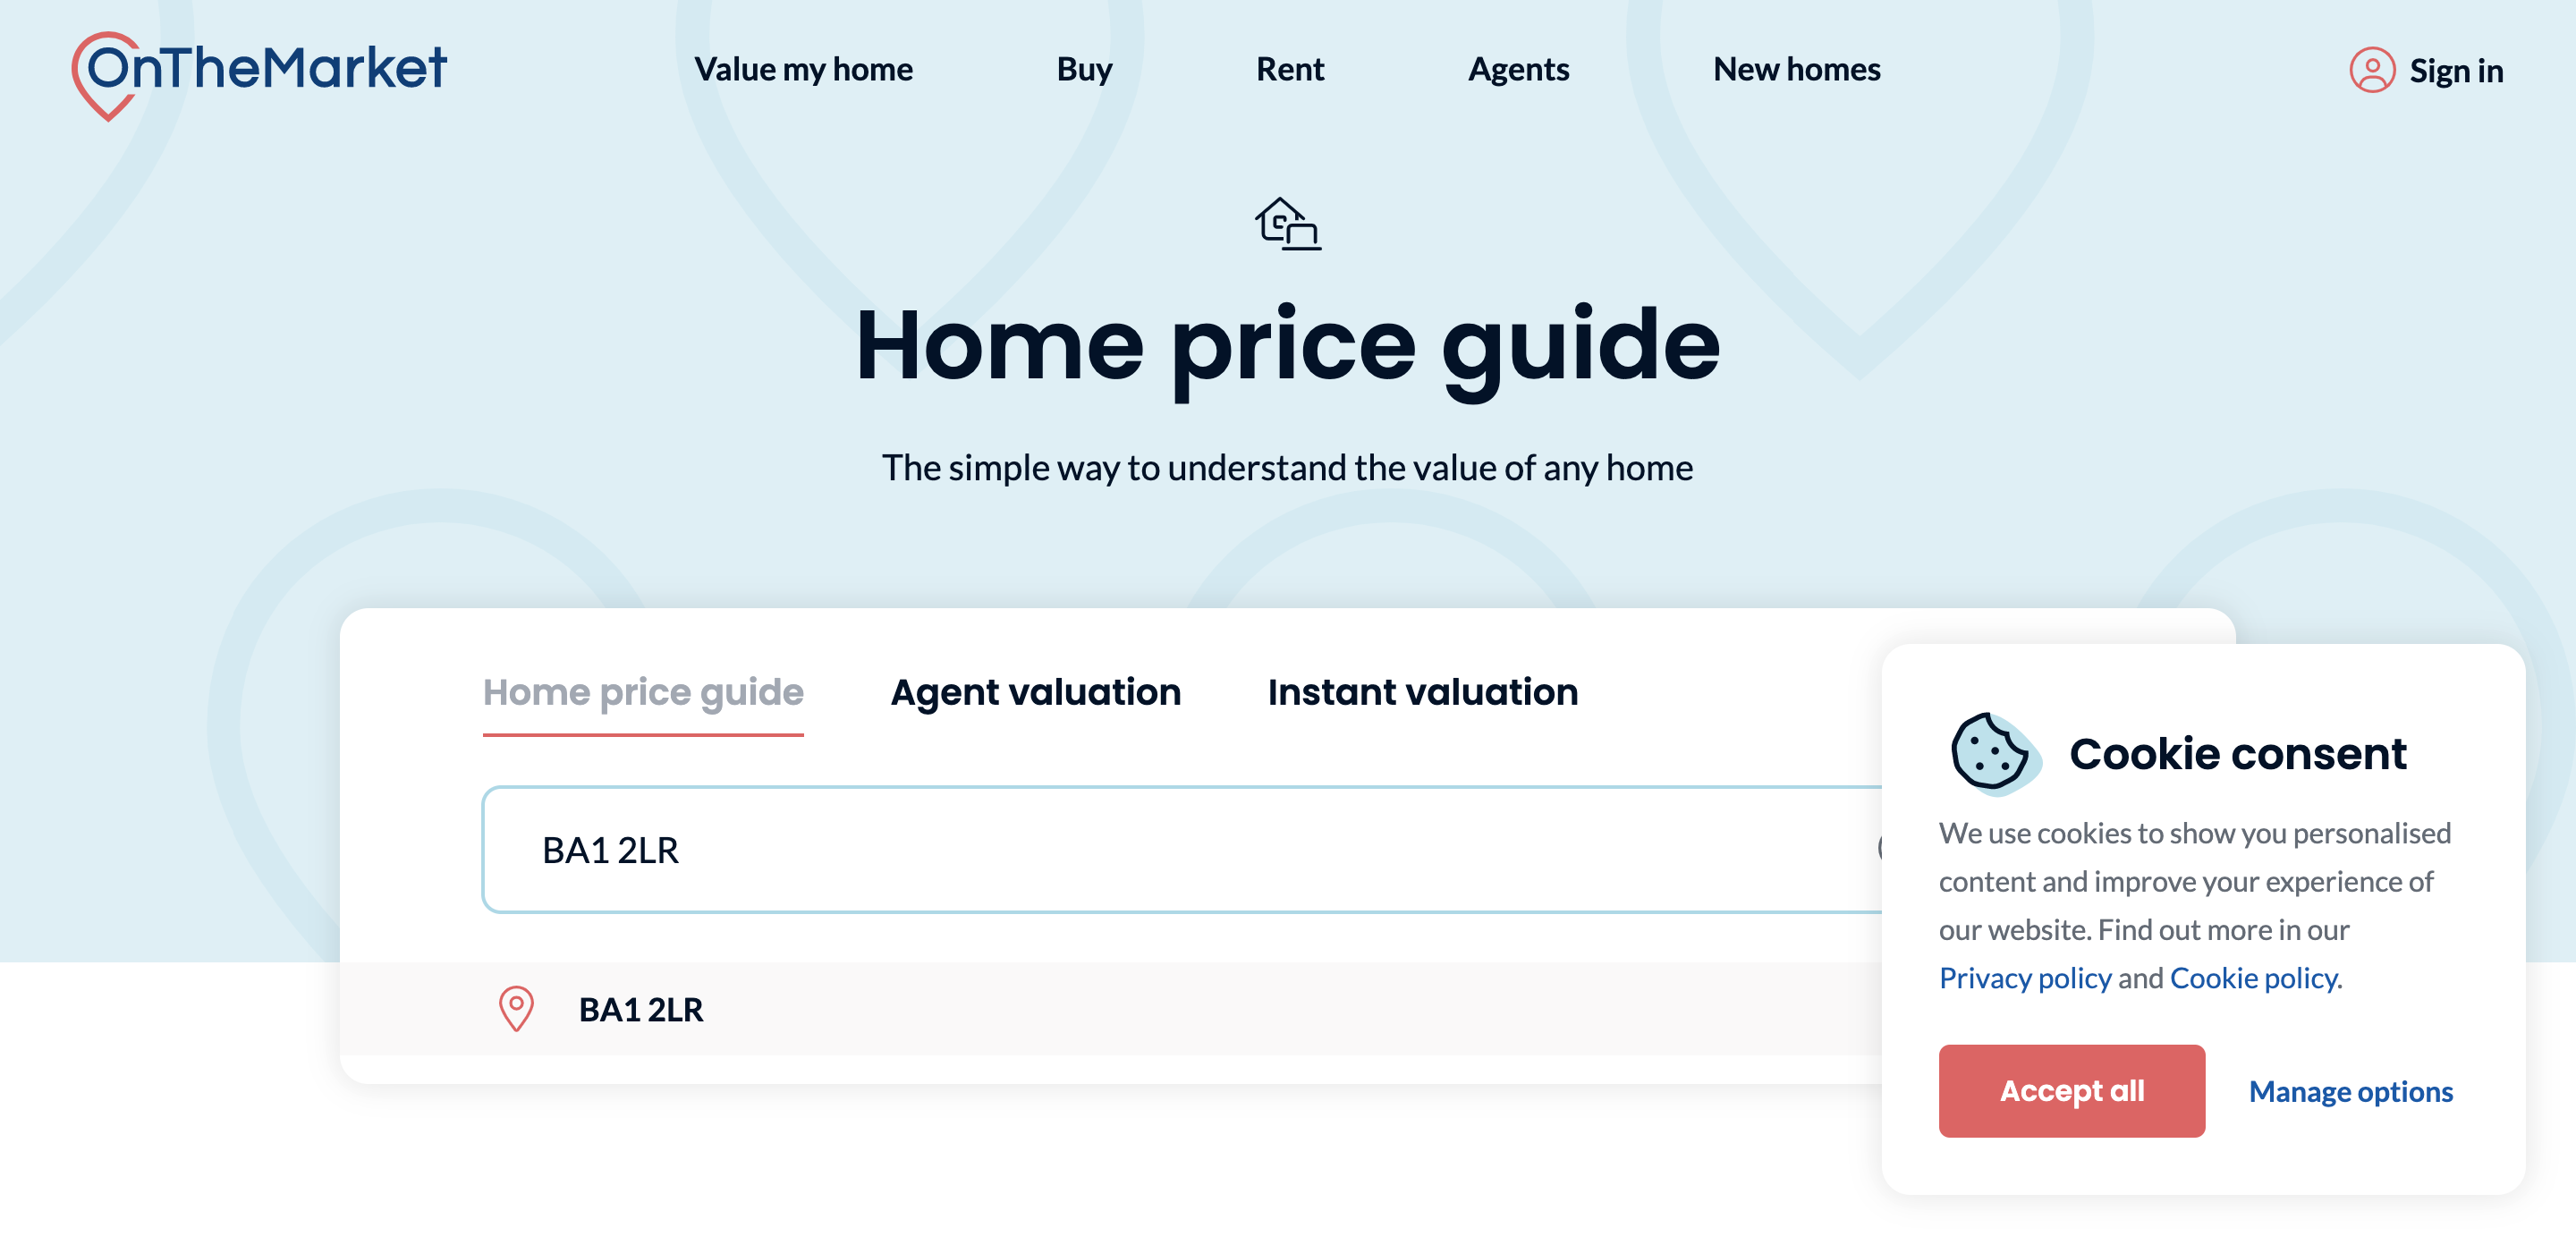 OnTheMarket
Value my home
Buy
Rent
Agents
New homes
Sign in
Home price guide
The simple way to understand the value of any home
Home price guide
Agent valuation
Instant valuation
BA1 2LR
BA1 2LR
Cookie consent
We use cookies to show you personalised
content and improve your experience of
our website. Find out more in our
Privacy policy and Cookie policy.
Accept all
Manage options